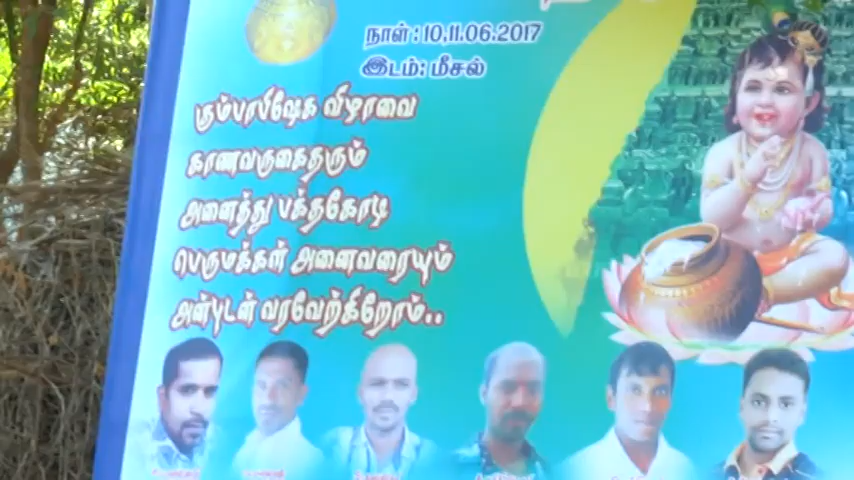 நாள் : 10,11.06.2017
இடம்: மீசல்
கும்பாபிஷேக விழாவை
காணவருகைதரும்
அனைத்து பக்தகோடி
பெருமக்கள் அனைவரையும்
அன்புடன் வரவேற்கிறோம்..